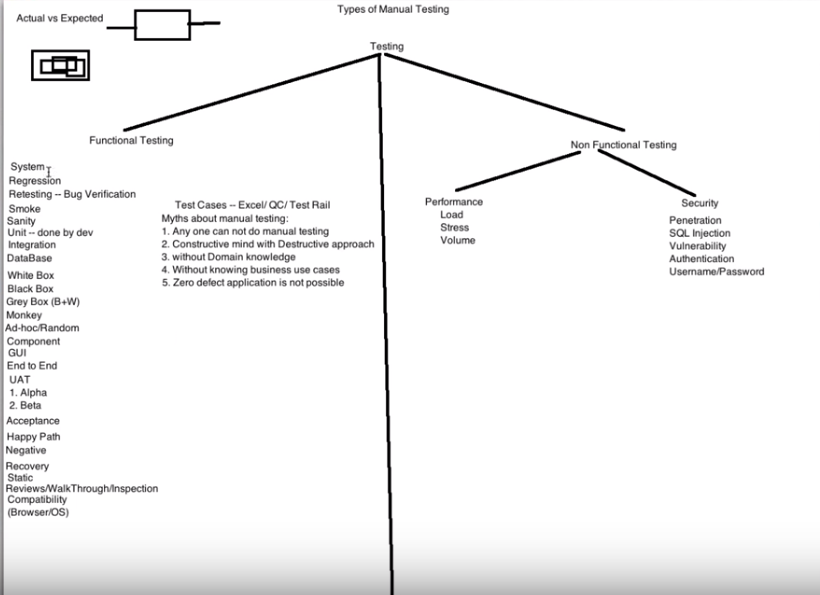 Types of Manual Testing
Actual vs Expected
Testing
Functional Testing
Non Functional Testing
System
Regression
Retesting -- Bug Verification
Smoke
Sanity
Unit -- done by dev
Integration
DataBase
White Box
Black Box
Grey Box (B+W)
Monkey
Ad-hoc/Random
Component
GUI
End to End
UAT
1. Alpha
2. Beta
Acceptance
Happy Path
Negative
Recovery
Static
Reviews/WalkThrough/Inspection
Compatibility
(Browser/OS)
Test Cases -- Excel/ QC/ Test Rail
Myths about manual testing:
1. Any one can not do manual testing
2. Constructive mind with Destructive approach
3. without Domain knowledge
4. Without knowing business use cases
5. Zero defect application is not possible
Performance
Load
Stress
Volume
Security
Penetration
SQL Injection
Vulnerability
Authentication
Username/Password